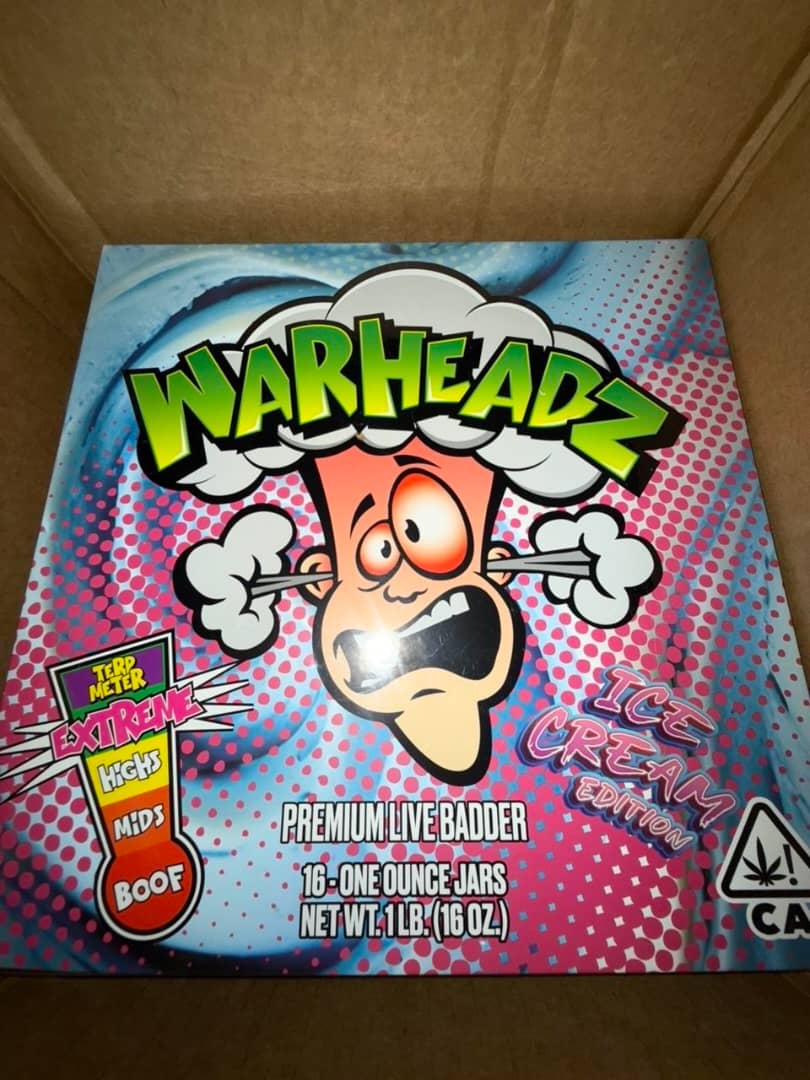 WARHEADZ
TERP
METER
EXTREME
HIGHS
MIDS
BOOF
ICE
CREAM
EDITION
PREMIUM LIVE BADDER
16 - ONE OUNCE JARS
NET WT. 1 LB. (16 OZ.)
!
CA